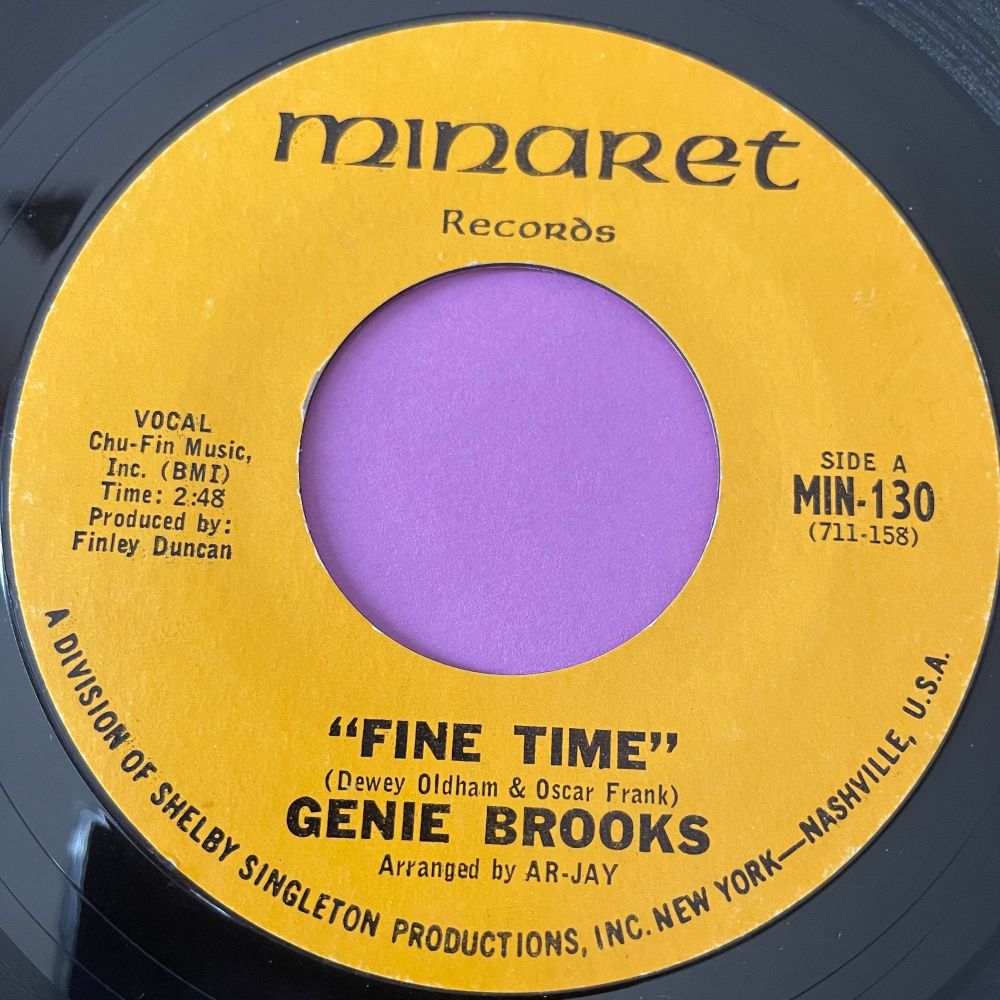 minaret
Records
VOCAL
Chu-Fin Music,
Inc. (BMI)
Time: 2:48
Produced by:
Finley Duncan
SIDE A
MIN-130
(711-158)
"FINE TIME"
(Dewey Oldham & Oscar Frank)
GENIE BROOKS
Arranged by AR-JAY
A DIVISION OF SHELBY SINGLETON PRODUCTIONS, INC. NEW YORK—NASHVILLE, U.S.A.